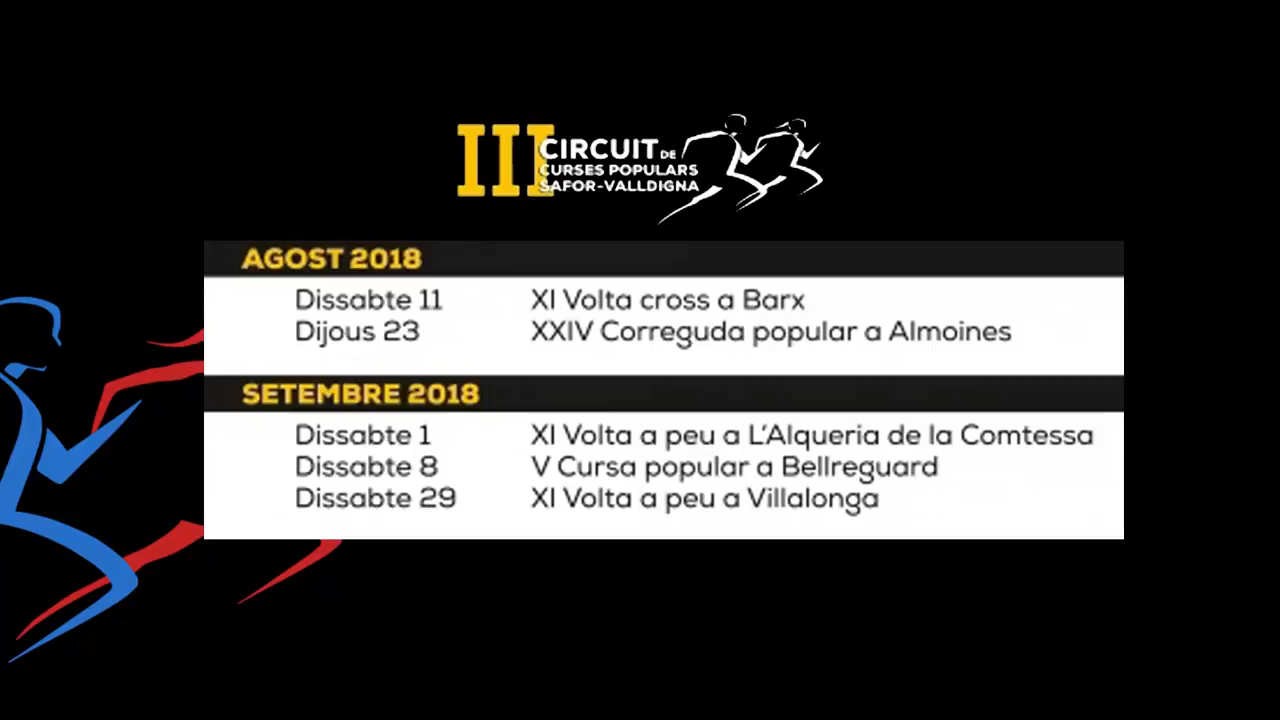 III CIRCUIT DE
CURSES POPULARS
SAFOR-VALLDIGNA
AGOST 2018
Dissabte 11 XI Volta cross a Barx
Dijous 23 XXIV Correguda popular a Almoines
SETEMBRE 2018
Dissabte 1 XI Volta a peu a L'Alqueria de la Comtessa
Dissabte 8 V Cursa popular a Bellreguard
Dissabte 29 XI Volta a peu a Villalonga